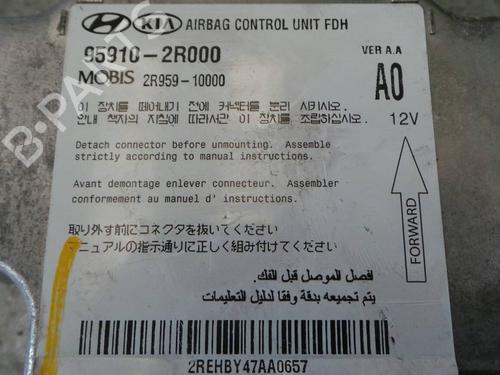 HYUNDAI KIA AIRBAG CONTROL UNIT FDH
95910-2R000 VER A.A
MOBIS 2R959-10000 A0
이 장치를 떼어내기 전에 커넥터를 분리 시키시오.
안내 책자의 지침에 따라서만 이 장치를 조립하십시오. 12V
Detach connector before unmounting. Assemble
strictly according to manual instructions.
Avant demontage enlever connecteur. Assembler
conformement au manuel d' instructions.
FORWARD
取り外す前にコネクタを抜いてください
マニュアルの指示通りに正しく組み付けてください
افصل الموصل قبل الفك.
يتم تجميعه بدقة وفقا لدليل التعليمات
2REHBY47AA0657
B-PARTS